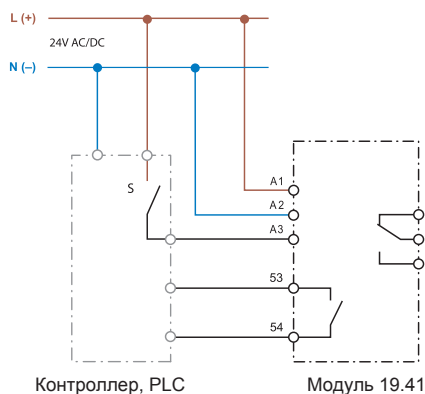 L (+)
24V AC/DC
N (–)
S
A1
A2
A3
53
54
Контроллер, PLC
Модуль 19.41